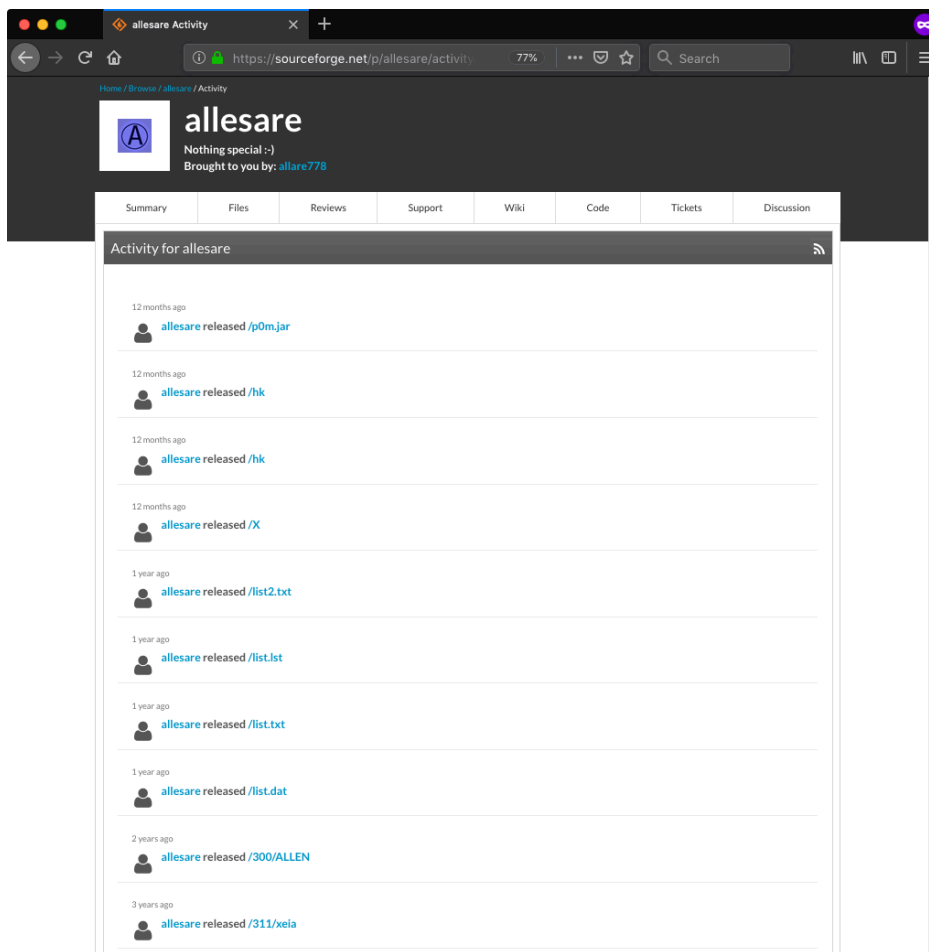 allesare Activity
https://sourceforge.net/p/allesare/activity
77%
Search
Home / Browse / allesare / Activity
A
allesare
Nothing special :-)
Brought to you by: allare778
Summary
Files
Reviews
Support
Wiki
Code
Tickets
Discussion
Activity for allesare
12 months ago
allesare released /p0m.jar
12 months ago
allesare released /hk
12 months ago
allesare released /hk
12 months ago
allesare released /X
1 year ago
allesare released /list2.txt
1 year ago
allesare released /list.lst
1 year ago
allesare released /list.txt
1 year ago
allesare released /list.dat
2 years ago
allesare released /300/ALLEN
3 years ago
allesare released /311/xeia